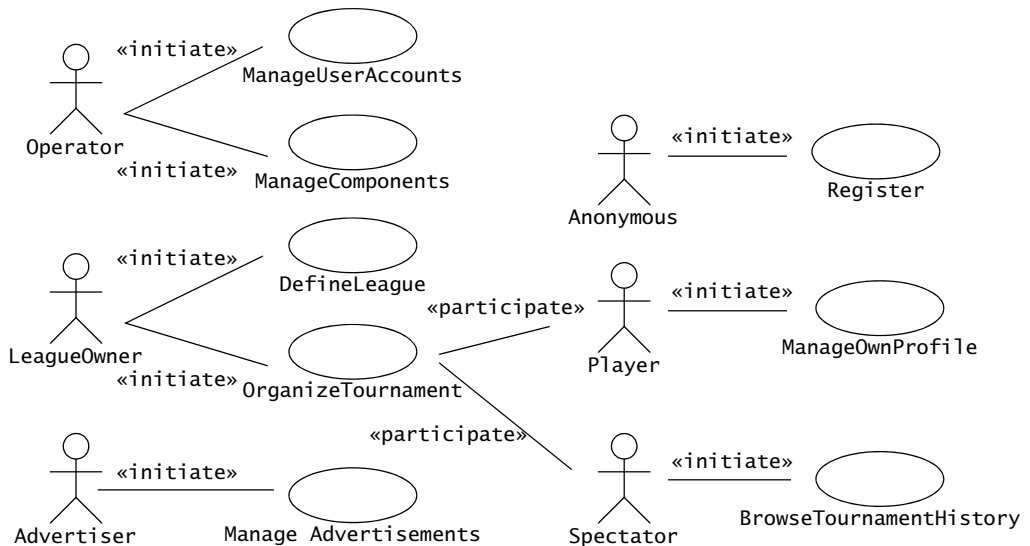 «initiate»
ManageUserAccounts
Operator
«initiate»
ManageComponents
«initiate»
Anonymous
Register
«initiate»
DefineLeague
LeagueOwner
«initiate»
OrganizeTournament
«participate»
Player
«initiate»
ManageOwnProfile
«participate»
«initiate»
Advertiser
Manage Advertisements
Spectator
«initiate»
BrowseTournamentHistory